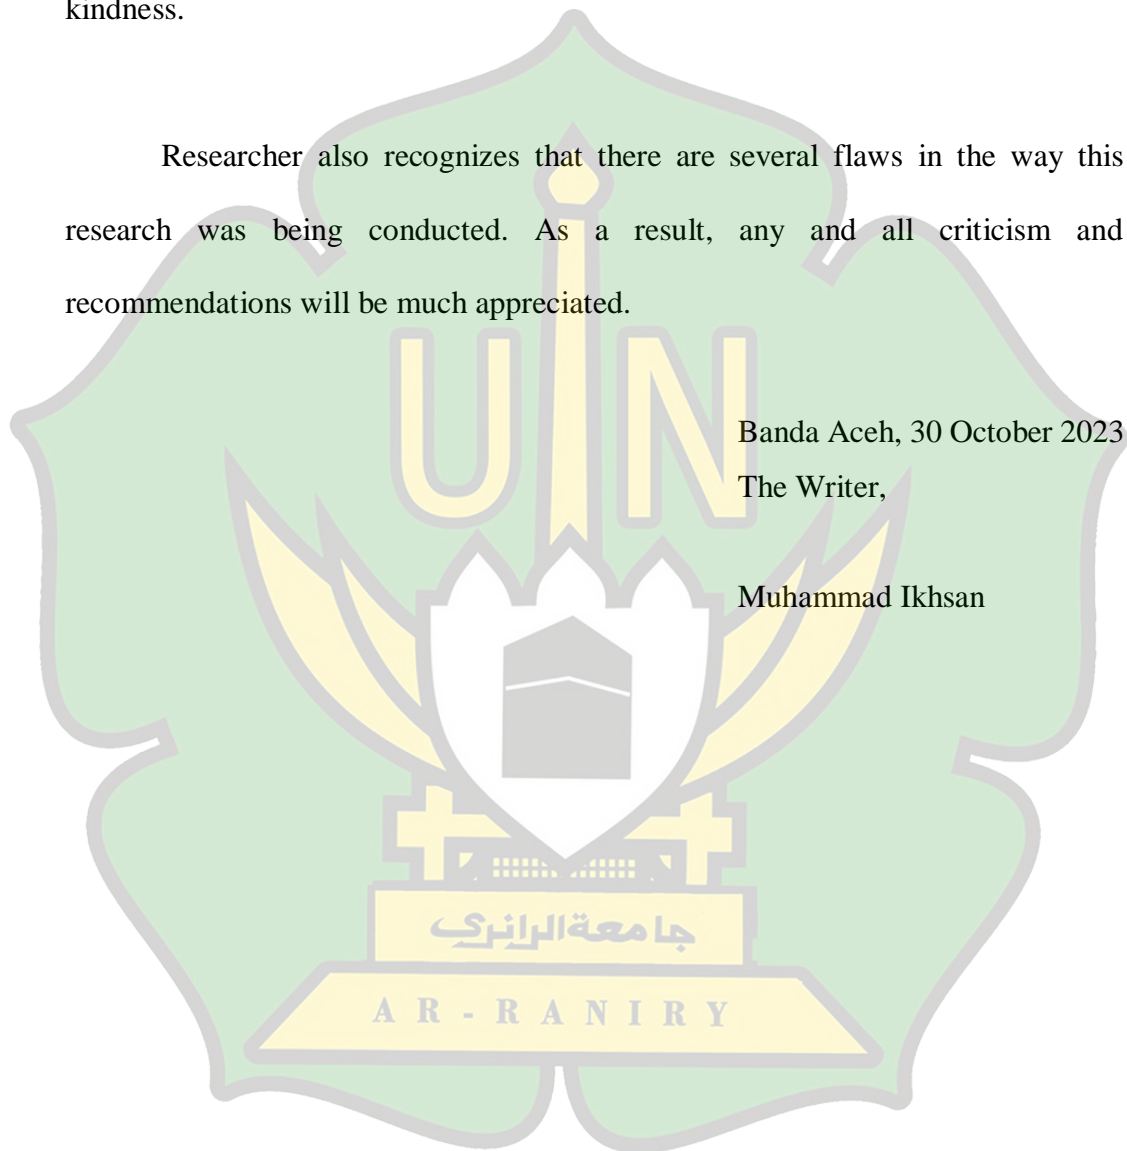 kindness.
Researcher also recognizes that there are several flaws in the way this
research was being conducted. As a result, any and all criticism and
recommendations will be much appreciated.
UIN
Banda Aceh, 30 October 2023
The Writer,
Muhammad Ikhsan
جامعةالرانري
AR-RANIRY